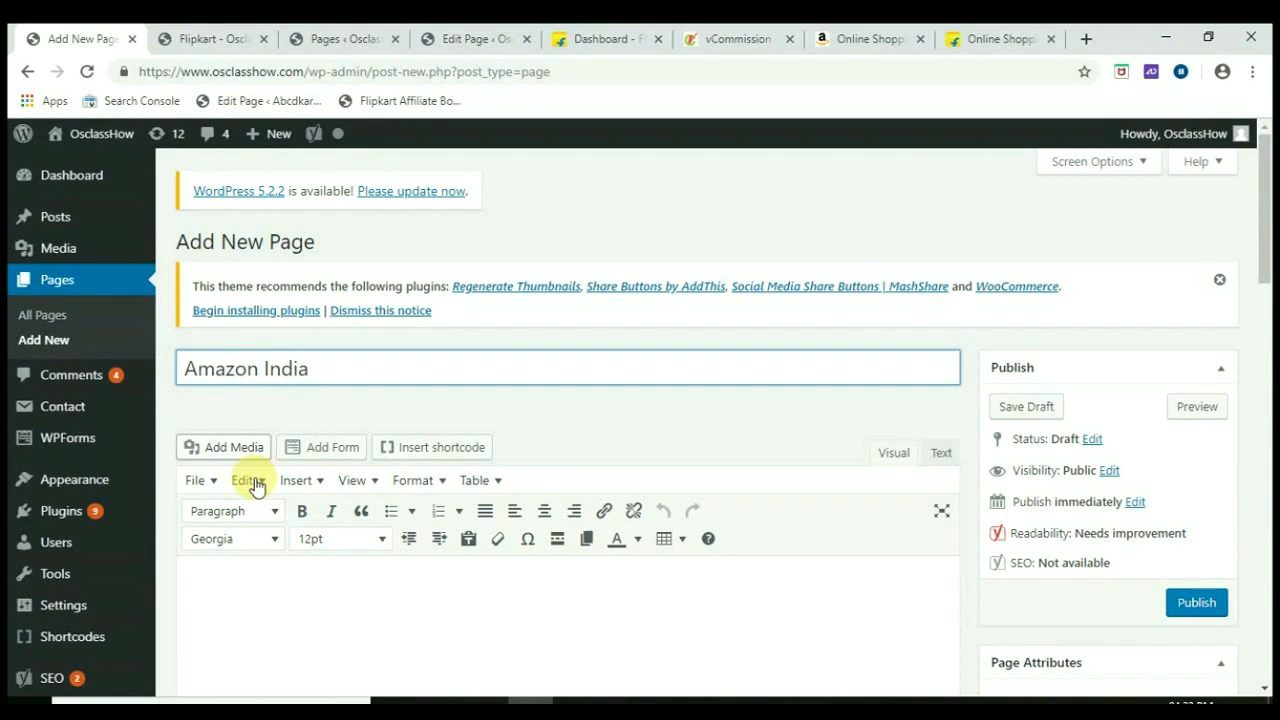 Add New Page
Flipkart - Oscla
Pages ‹ Osclass
Edit Page ‹ Osc
Dashboard - Fl
vCommission
Online Shopp
Online Shopp
https://www.osclasshow.com/wp-admin/post-new.php?post_type=page
Apps
Search Console
Edit Page ‹ Abcdkar...
Flipkart Affiliate Bo...
OsclassHow
12
4
New
Howdy, OsclassHow
Screen Options
Help
Dashboard
Posts
Media
Pages
All Pages
Add New
Comments 4
Contact
WPForms
Appearance
Plugins 9
Users
Tools
Settings
Shortcodes
SEO 2
WordPress 5.2.2 is available! Please update now.
Add New Page
This theme recommends the following plugins: Regenerate Thumbnails, Share Buttons by AddThis, Social Media Share Buttons | MashShare and WooCommerce.
Begin installing plugins | Dismiss this notice
Amazon India
Add Media
Add Form
Insert shortcode
Visual
Text
File
Edit
Insert
View
Format
Table
Paragraph
Georgia
12pt
Publish
Save Draft
Preview
Status: Draft Edit
Visibility: Public Edit
Publish immediately Edit
Readability: Needs improvement
SEO: Not available
Publish
Page Attributes